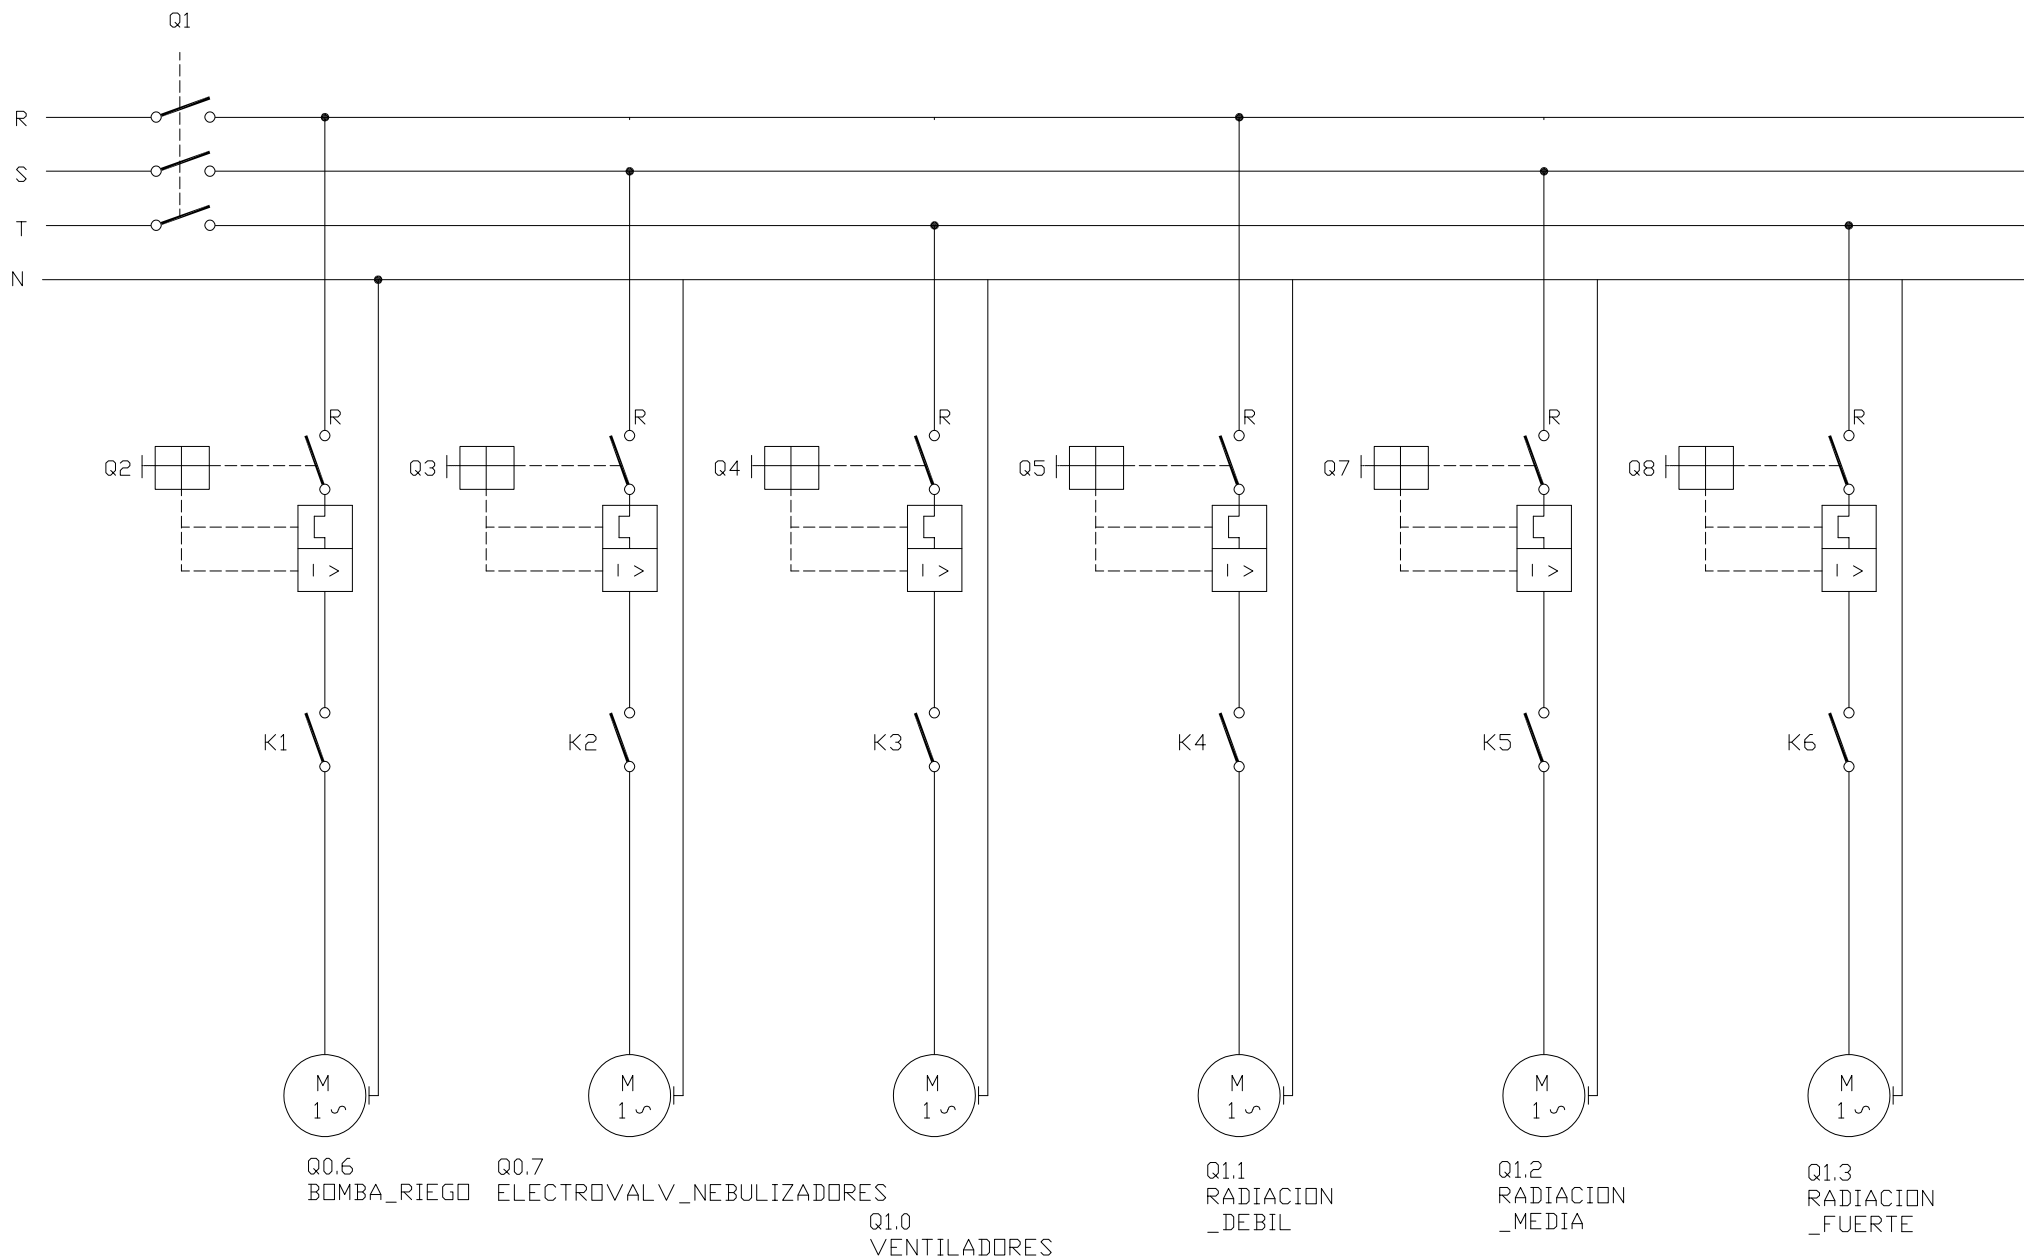 Q1
R
S
T
N
R
R
R
R
R
R
Q2
Q3
Q4
Q5
Q7
Q8
I >
I >
I >
I >
I >
I >
K1
K2
K3
K4
K5
K6
M
1 ~
M
1 ~
M
1 ~
M
1 ~
M
1 ~
M
1 ~
Q0.6
BOMBA_RIEGO
Q0.7
ELECTROVALV_NEBULIZADORES
Q1.0
VENTILADORES
Q1.1
RADIACION
_DEBIL
Q1.2
RADIACION
_MEDIA
Q1.3
RADIACION
_FUERTE